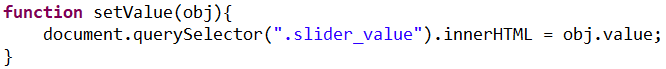 function setValue(obj){
    document.querySelector(".slider_value").innerHTML = obj.value;
}